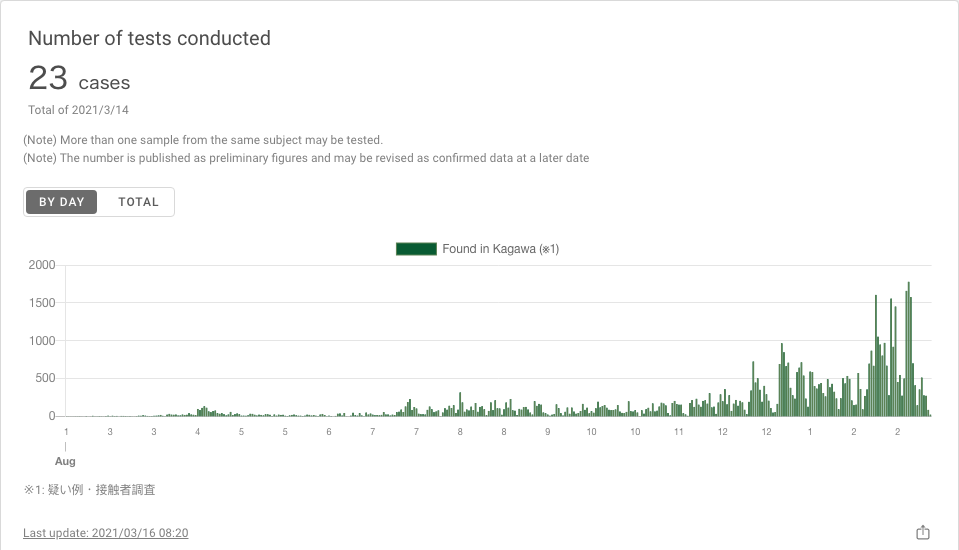 Number of tests conducted
23 cases
Total of 2021/3/14
(Note) More than one sample from the same subject may be tested.
(Note) The number is published as preliminary figures and may be revised as confirmed data at a later date
BY DAY TOTAL
Found in Kagawa (※1)
2000
1500
1000
500
0
1 3 3 4 5 5 6 7 7 8 8 9 10 10 11 12 12 1 2 2
Aug
※1: 疑い例・接触者調査
Last update: 2021/03/16 08:20